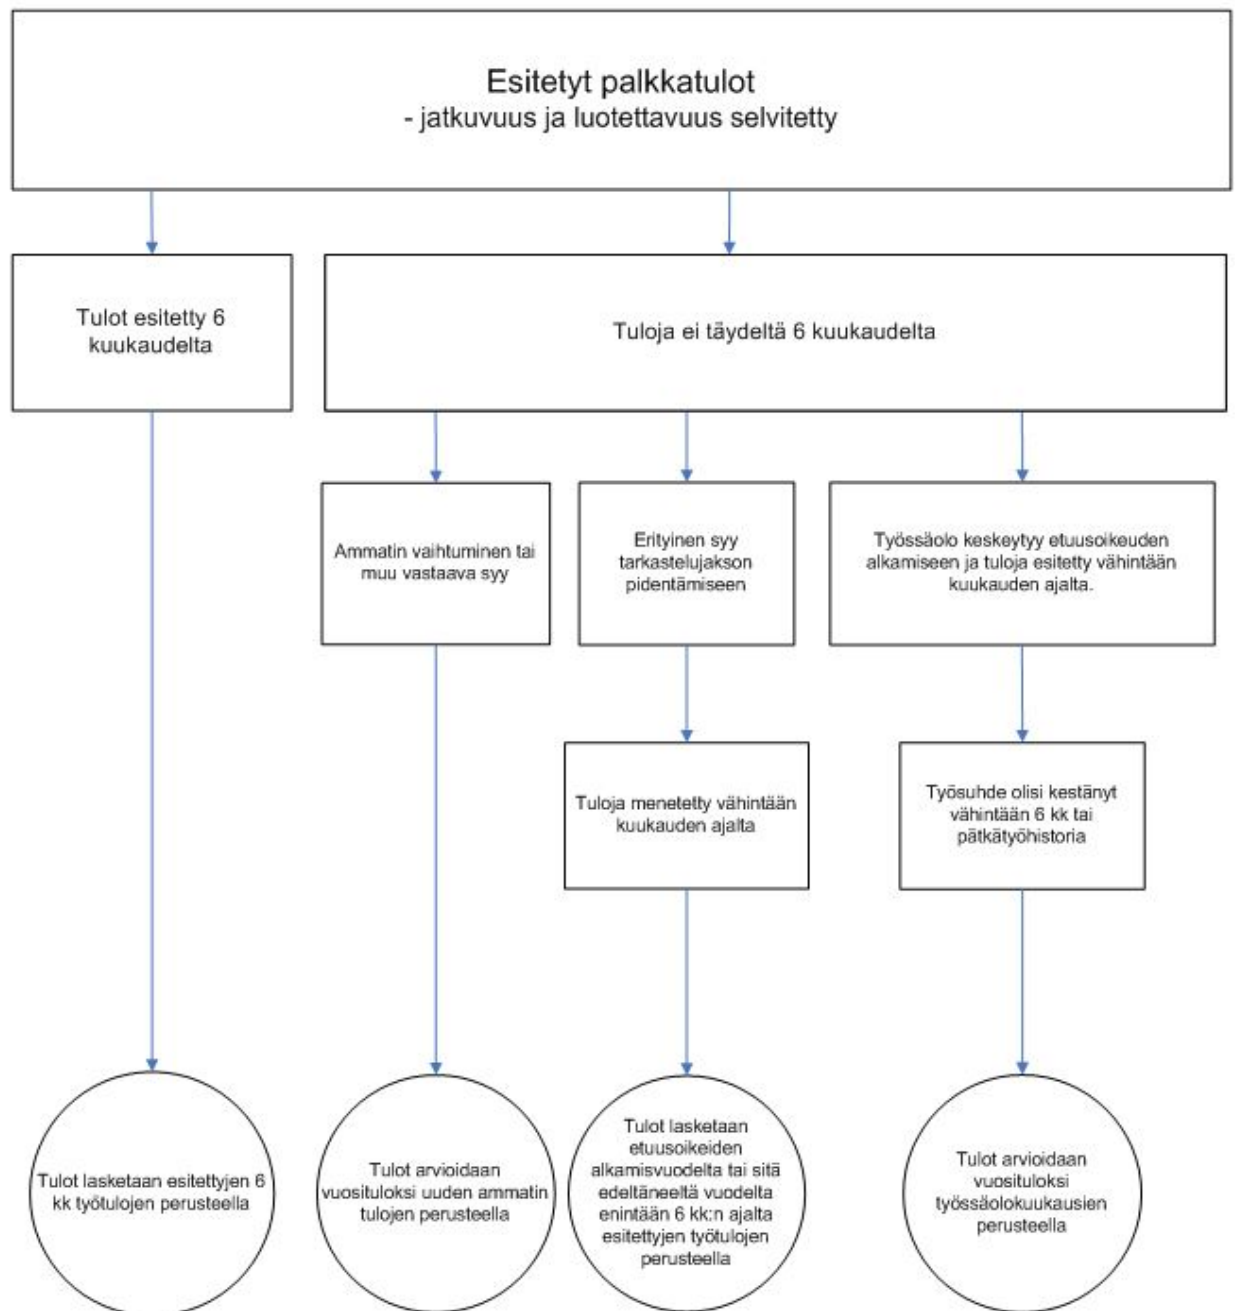 Esitetyt palkkatulot
- jatkuvuus ja luotettavuus selvitetty
Tulot esitetty 6
kuukaudelta
Tuloja ei täydeltä 6 kuukaudelta
Ammatin vaihtuminen tai
muu vastaava syy
Erityinen syy
tarkastelujakson
pidentämiseen
Työssäolo keskeytyy etuusoikeuden
alkamiseen ja tuloja esitetty vähintään
kuukauden ajalta.
Tuloja menetetty vähintään
kuukauden ajalta
Työsuhde olisi kestänyt
vähintään 6 kk tai
pätkätyöhistoria
Tulot lasketaan esitettyjen 6
kk työtulojen perusteella
Tulot arvioidaan
vuosituloksi uuden ammatin
tulojen perusteella
Tulot lasketaan
etuusoikeiden
alkamisvuodelta tai sitä
edeltäneeltä vuodelta
enintään 6 kk:n ajalta
esitettyjen työtulojen
perusteella
Tulot arvioidaan
vuosituloksi
työssäolokuukausien
perusteella